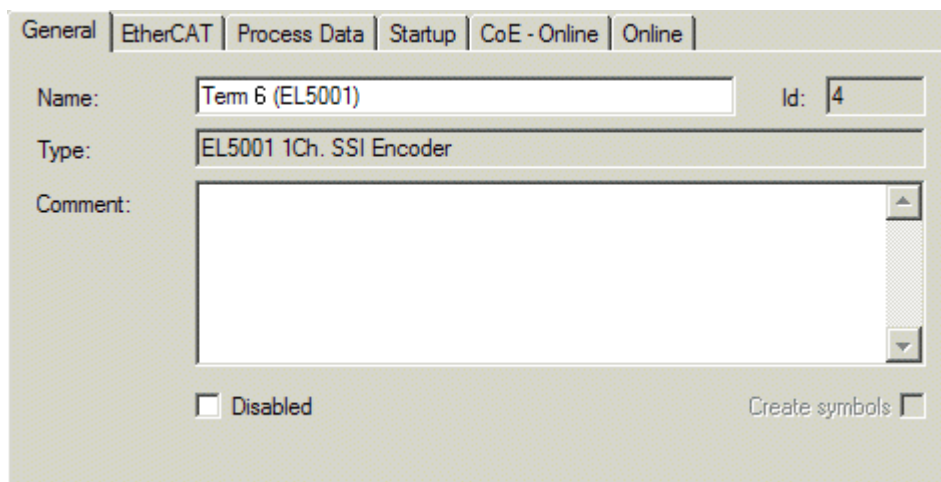 General EtherCAT Process Data Startup CoE - Online Online
Name: Term 6 (EL5001) Id: 4
Type: EL5001 1Ch. SSI Encoder
Comment:
Disabled Create symbols